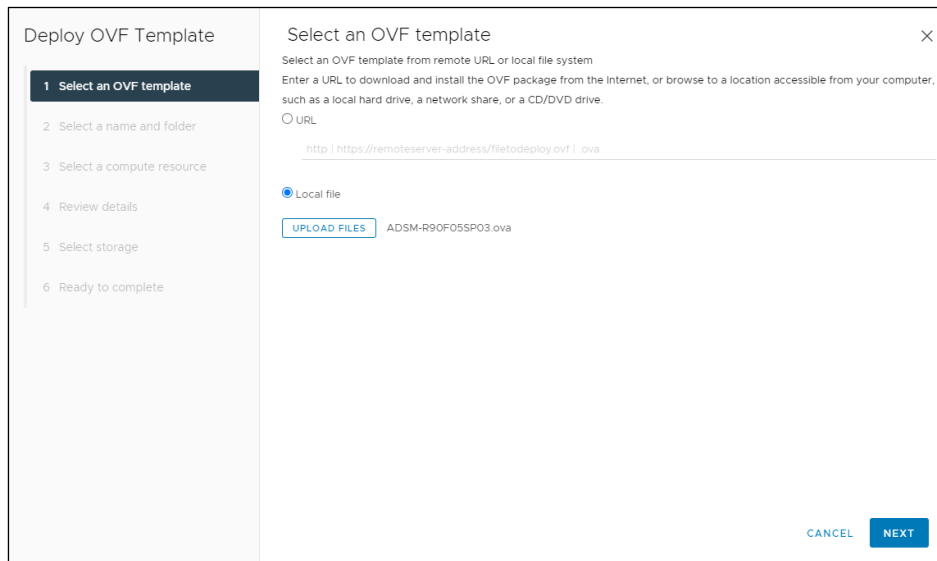 Deploy OVF Template
1 Select an OVF template
2 Select a name and folder
3 Select a compute resource
4 Review details
5 Select storage
6 Ready to complete
Select an OVF template
Select an OVF template from remote URL or local file system
Enter a URL to download and install the OVF package from the Internet, or browse to a location accessible from your computer,
such as a local hard drive, a network share, or a CD/DVD drive.
URL
http | https://remoteserver-address/filetodeploy.ovf | .ova
Local file
UPLOAD FILES ADSM-R90F05SP03.ova
CANCEL NEXT